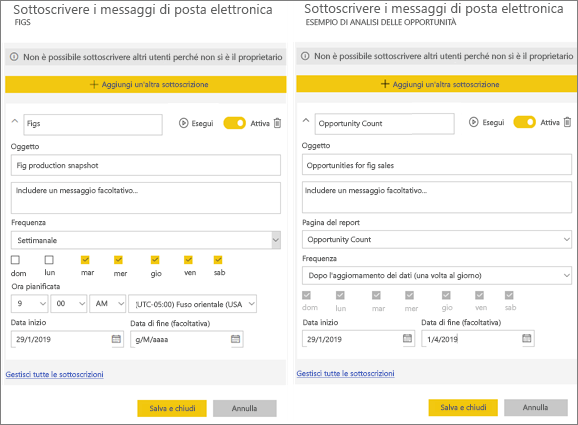 Sottoscrivere i messaggi di posta elettronica
FIGS
Non è possibile sottoscrivere altri utenti perché non si è il proprietario
Aggiungi un'altra sottoscrizione
Figs
Esegui
Attiva
Oggetto
Fig production snapshot
Includere un messaggio facoltativo...
Frequenza
Settimanale
dom lun mar mer gio ven sab
Ora pianificata
9 00 AM (UTC-05:00) Fuso orientale (USA
Data inizio Data di fine (facoltativa)
29/1/2019 g/M/aaaa
Gestisci tutte le sottoscrizioni
Salva e chiudi Annulla
Sottoscrivere i messaggi di posta elettronica
ESEMPIO DI ANALISI DELLE OPPORTUNITÀ
Non è possibile sottoscrivere altri utenti perché non si è il proprietario
Aggiungi un'altra sottoscrizione
Opportunity Count
Esegui
Attiva
Oggetto
Opportunities for fig sales
Includere un messaggio facoltativo...
Pagina del report
Opportunity Count
Frequenza
Dopo l'aggiornamento dei dati (una volta al giorno)
dom lun mar mer gio ven sab
Data inizio Data di fine (facoltativa)
29/1/2019 1/4/2019
Gestisci tutte le sottoscrizioni
Salva e chiudi Annulla